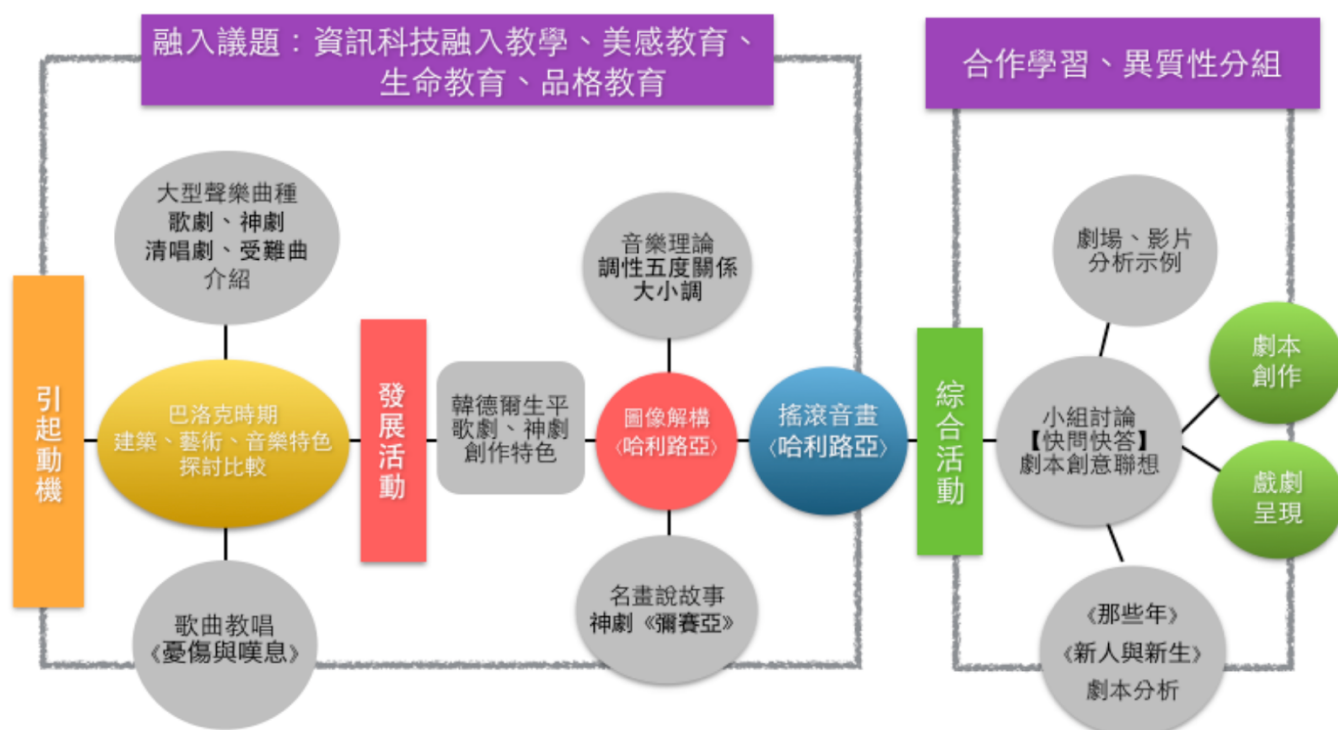 融入議題：資訊科技融入教學、美感教育、
生命教育、品格教育
合作學習、異質性分組
引起動機
大型聲樂曲種
歌劇、神劇
清唱劇、受難曲
介紹
巴洛克時期
建築、藝術、音樂特色
探討比較
歌曲教唱
《憂傷與嘆息》
發展活動
韓德爾生平
歌劇、神劇
創作特色
音樂理論
調性五度關係
大小調
圖像解構
〈哈利路亞〉
名畫說故事
神劇《彌賽亞》
搖滾音畫
〈哈利路亞〉
綜合活動
劇場、影片
分析示例
小組討論
【快問快答】
劇本創意聯想
《那些年》
《新人與新生》
劇本分析
劇本
創作
戲劇
呈現